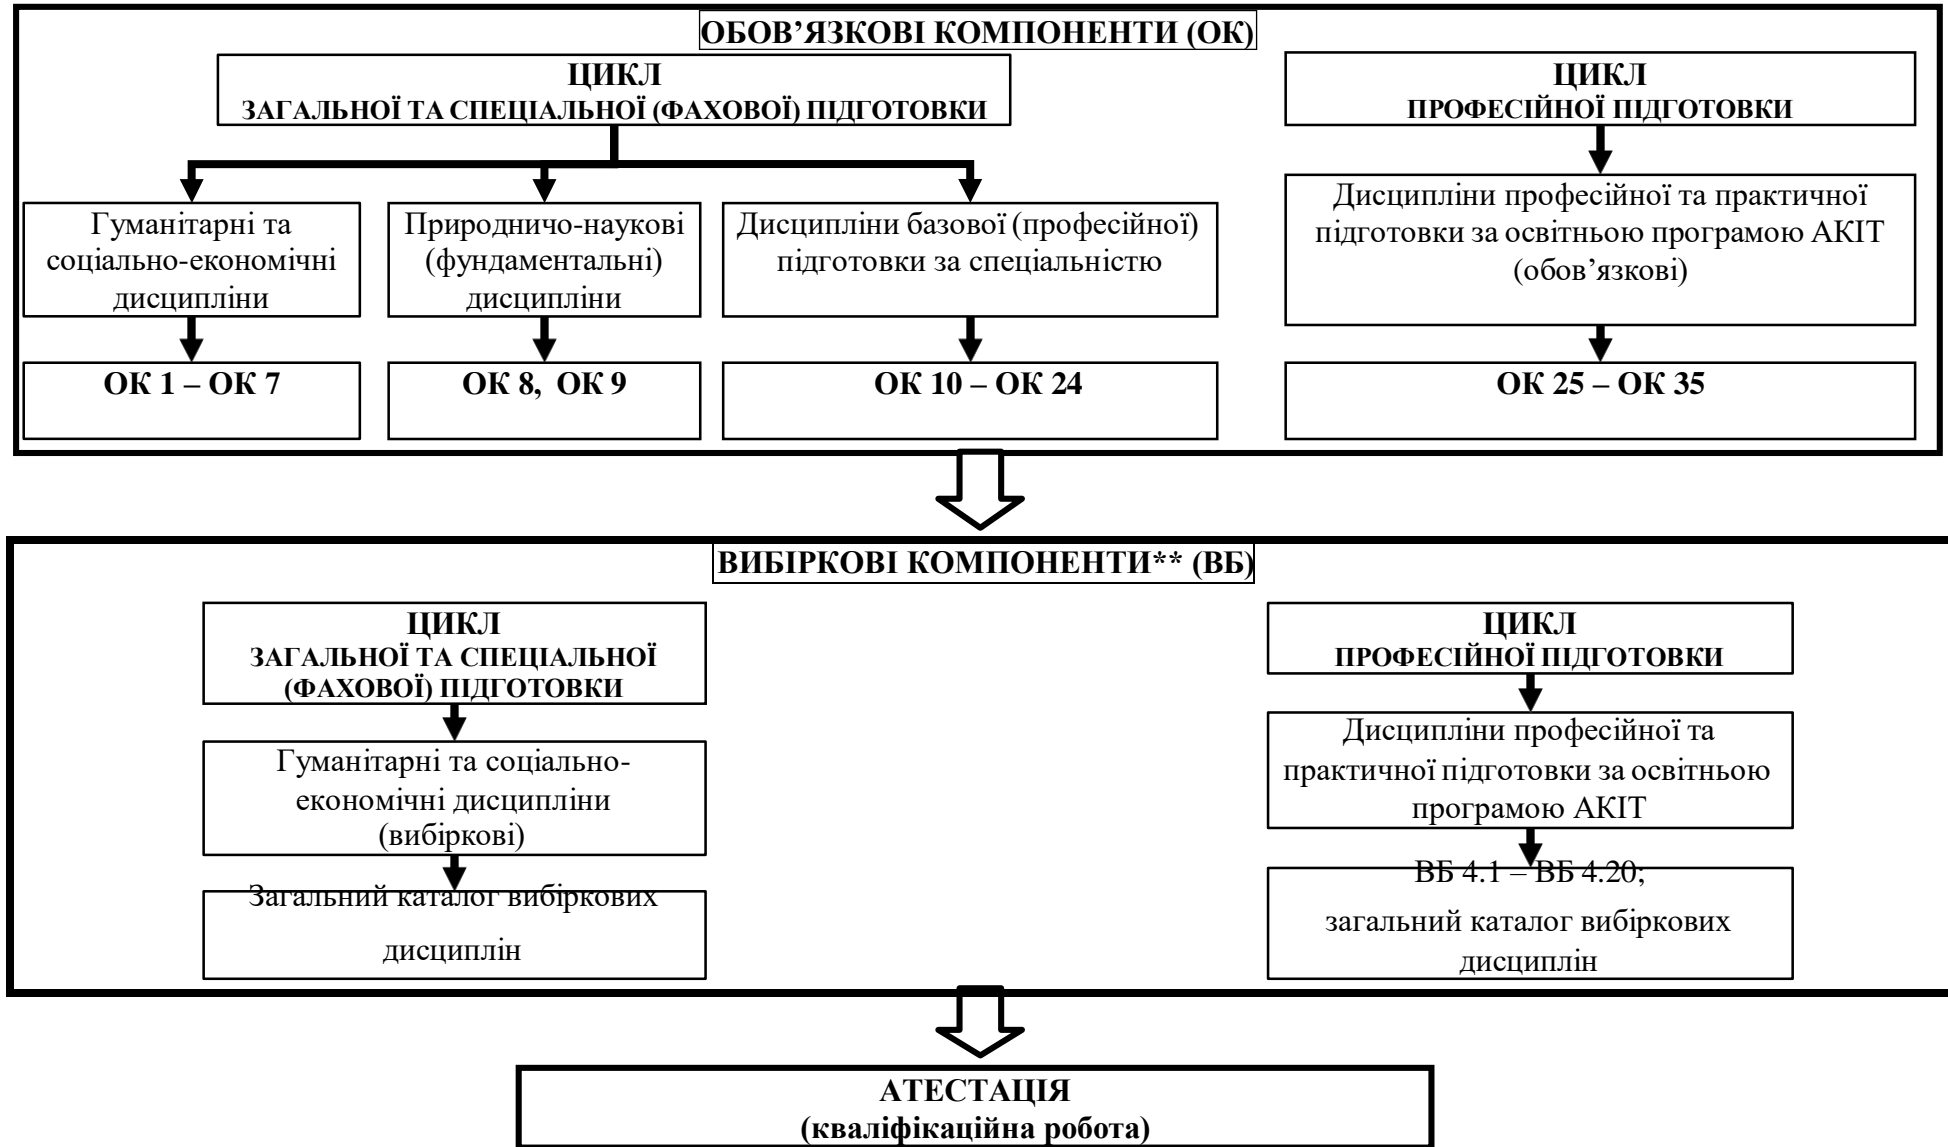 ОБОВ’ЯЗКОВІ КОМПОНЕНТИ (ОК)
ЦИКЛ
ЗАГАЛЬНОЇ ТА СПЕЦІАЛЬНОЇ (ФАХОВОЇ) ПІДГОТОВКИ
ЦИКЛ
ПРОФЕСІЙНОЇ ПІДГОТОВКИ
Гуманітарні та
соціально-економічні
дисципліни
Природничо-наукові
(фундаментальні)
дисципліни
Дисципліни базової (професійної)
підготовки за спеціальністю
Дисципліни професійної та практичної
підготовки за освітньою програмою АКІТ
(обов’язкові)
ОК 1 – ОК 7
ОК 8, ОК 9
ОК 10 – ОК 24
ОК 25 – ОК 35
ВИБІРКОВІ КОМПОНЕНТИ** (ВБ)
ЦИКЛ
ЗАГАЛЬНОЇ ТА СПЕЦІАЛЬНОЇ
(ФАХОВОЇ) ПІДГОТОВКИ
ЦИКЛ
ПРОФЕСІЙНОЇ ПІДГОТОВКИ
Гуманітарні та соціально-
економічні дисципліни
(вибіркові)
Дисципліни професійної та
практичної підготовки за освітньою
програмою АКІТ
Загальний каталог вибіркових
дисциплін
ВБ 4.1 – ВБ 4.20;
загальний каталог вибіркових
дисциплін
АТЕСТАЦІЯ
(кваліфікаційна робота)